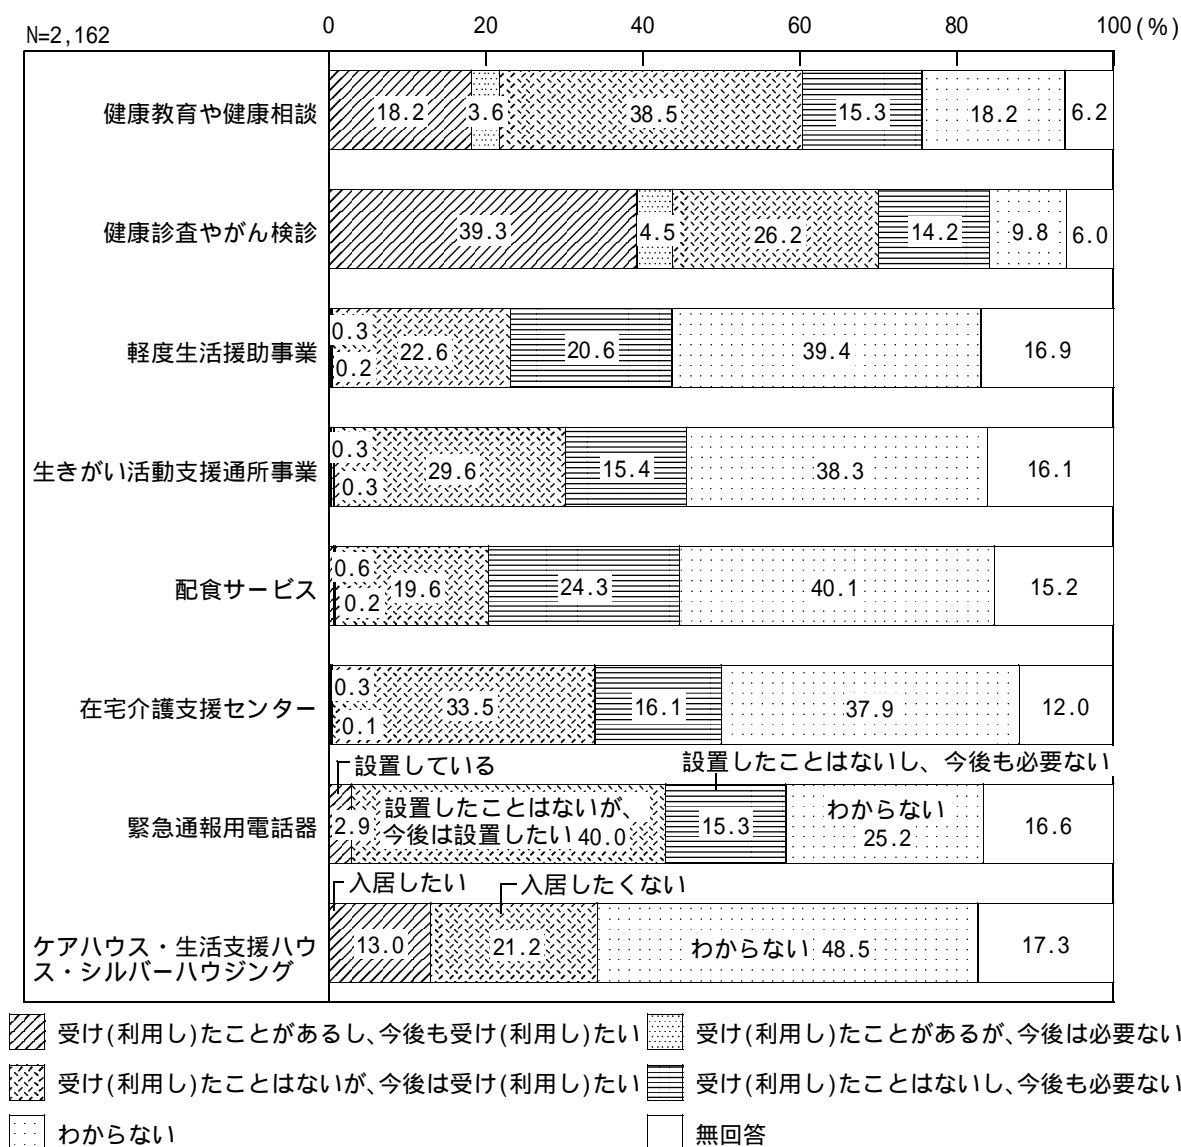 N=2,162
0 20 40 60 80 100(%)
健康教育や健康相談 18.2 3.6 38.5 15.3 18.2 6.2
健康診査やがん検診 39.3 4.5 26.2 14.2 9.8 6.0
軽度生活援助事業 0.3 0.2 22.6 20.6 39.4 16.9
生きがい活動支援通所事業 0.3 0.3 29.6 15.4 38.3 16.1
配食サービス 0.6 0.2 19.6 24.3 40.1 15.2
在宅介護支援センター 0.3 0.1 33.5 16.1 37.9 12.0
設置している 設置したことはないし、今後も必要ない
緊急通報用電話器 2.9 設置したことはないが、
今後は設置したい 40.0 15.3 わからない
25.2 16.6
入居したい 入居したくない
ケアハウス・生活支援ハウ
ス・シルバーハウジング 13.0 21.2 わからない 48.5 17.3
受け(利用し)たことがあるし、今後も受け(利用し)たい 受け(利用し)たことがあるが、今後は必要ない
受け(利用し)たことはないが、今後は受け(利用し)たい 受け(利用し)たことはないし、今後も必要ない
わからない 無回答